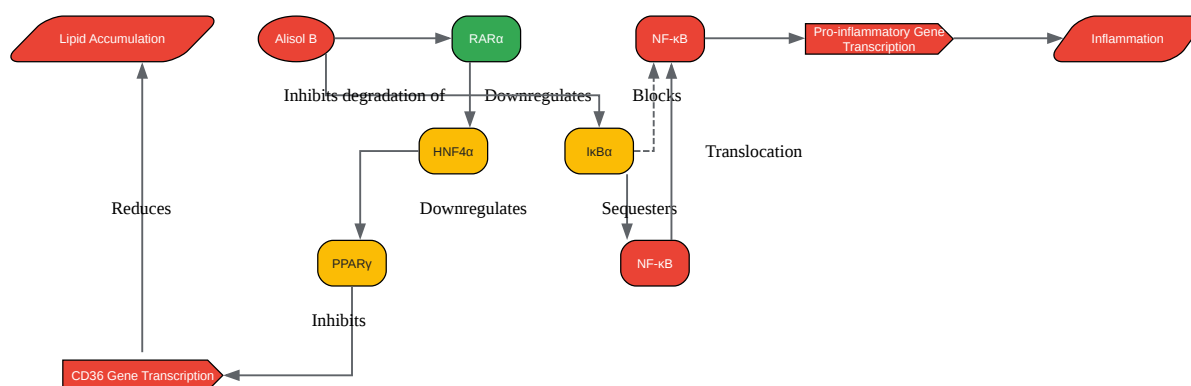 Lipid Accumulation
Alisol B
RARα
NF-κB
Pro-inflammatory Gene
Transcription
Inflammation
Inhibits degradation of
Downregulates
Blocks
HNF4α
IκBα
Translocation
Reduces
Downregulates
Sequesters
PPARγ
NF-κB
Inhibits
CD36 Gene Transcription